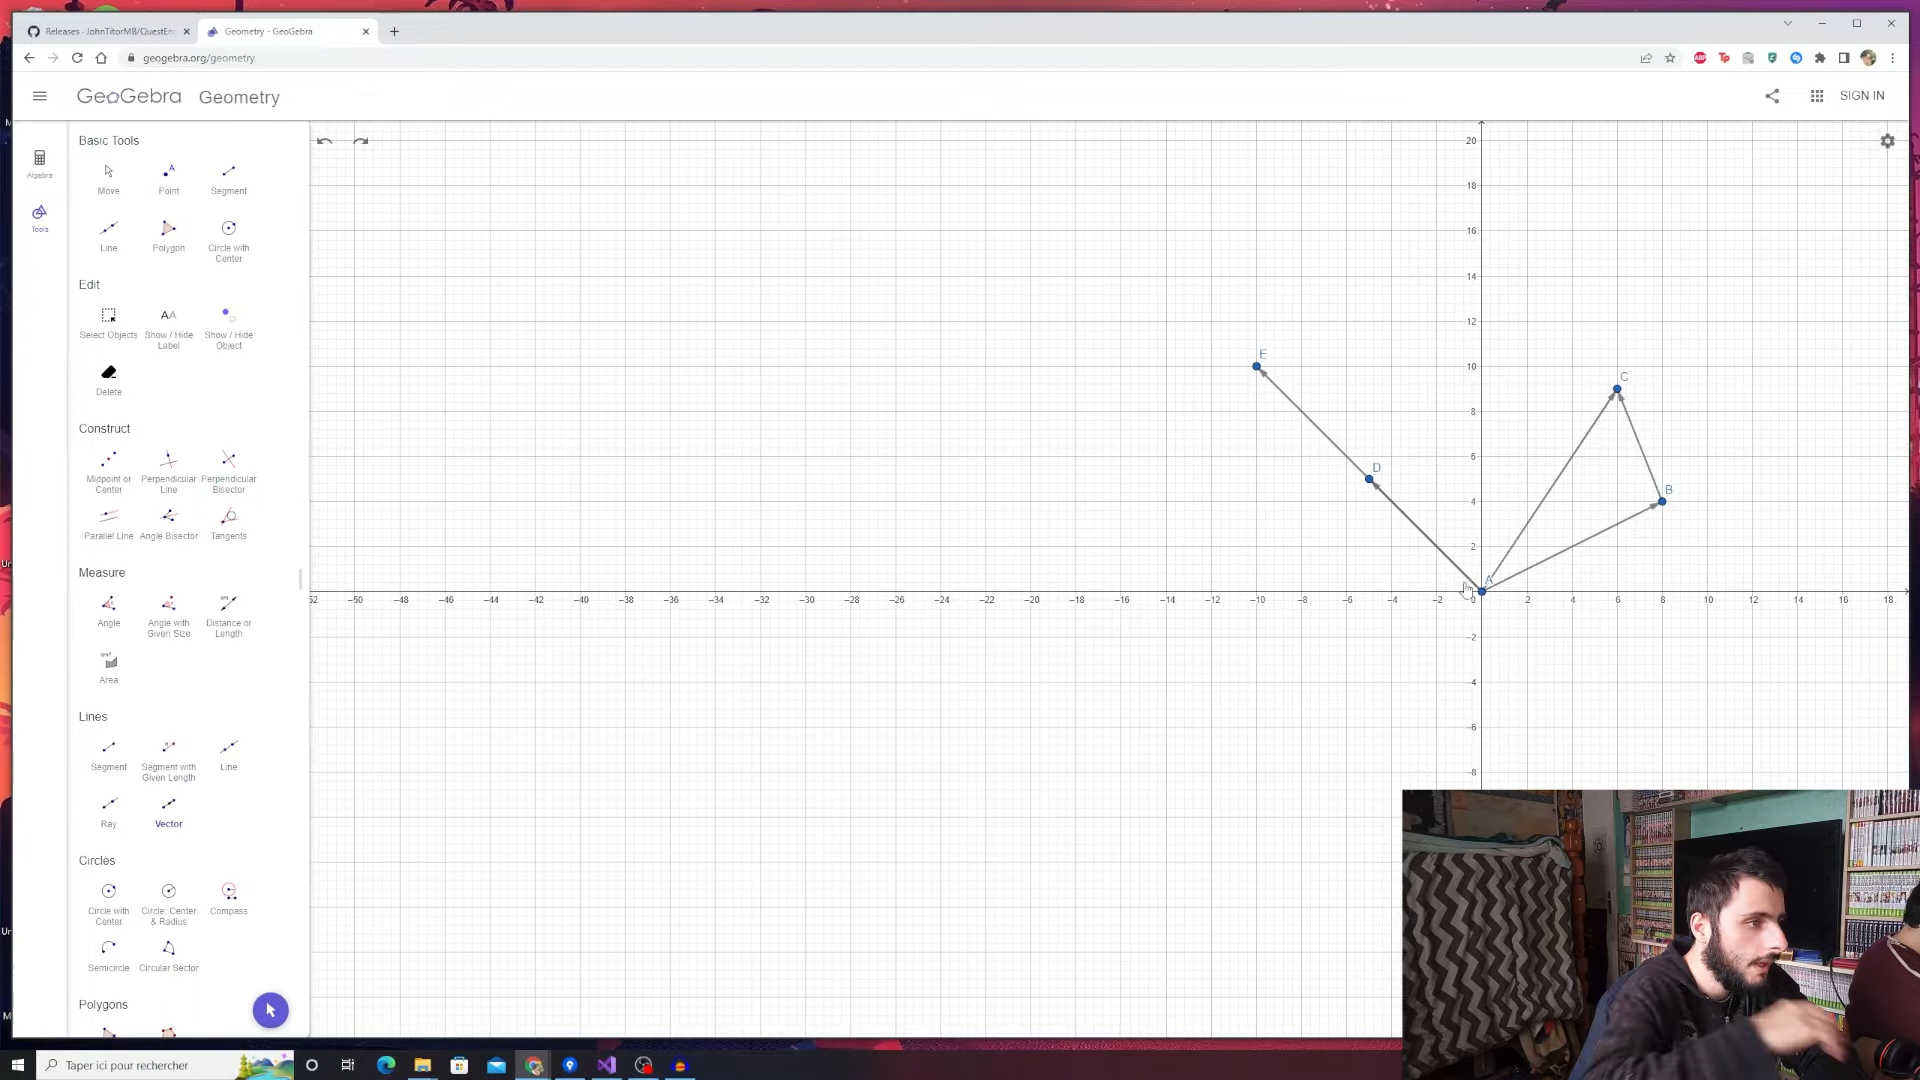 Releases · JohnTitorMB/QuestEn
Geometry - GeoGebra
geogebra.org/geometry
GeoGebra Geometry
SIGN IN
Algebra
Tools
Basic Tools
Move
Point
Segment
Line
Polygon
Circle with
Center
Edit
Select Objects
Show / Hide
Label
Show / Hide
Object
Delete
Construct
Midpoint or
Center
Perpendicular
Line
Perpendicular
Bisector
Parallel Line
Angle Bisector
Tangents
Measure
Angle
Angle with
Given Size
Distance or
Length
Area
Lines
Segment
Segment with
Given Length
Line
Ray
Vector
Circles
Circle with
Center
Circle: Center
& Radius
Compass
Semicircle
Circular Sector
Polygons
20
18
16
14
12
10
8
6
4
2
E
C
D
B
A
52 −50 −48 −46 −44 −42 −40 −38 −36 −34 −32 −30 −28 −26 −24 −22 −20 −18 −16 −14 −12 −10 −8 −6 −4 −2 0 2 4 6 8 10 12 14 16 18
−2
−4
−6
−8
Taper ici pour rechercher